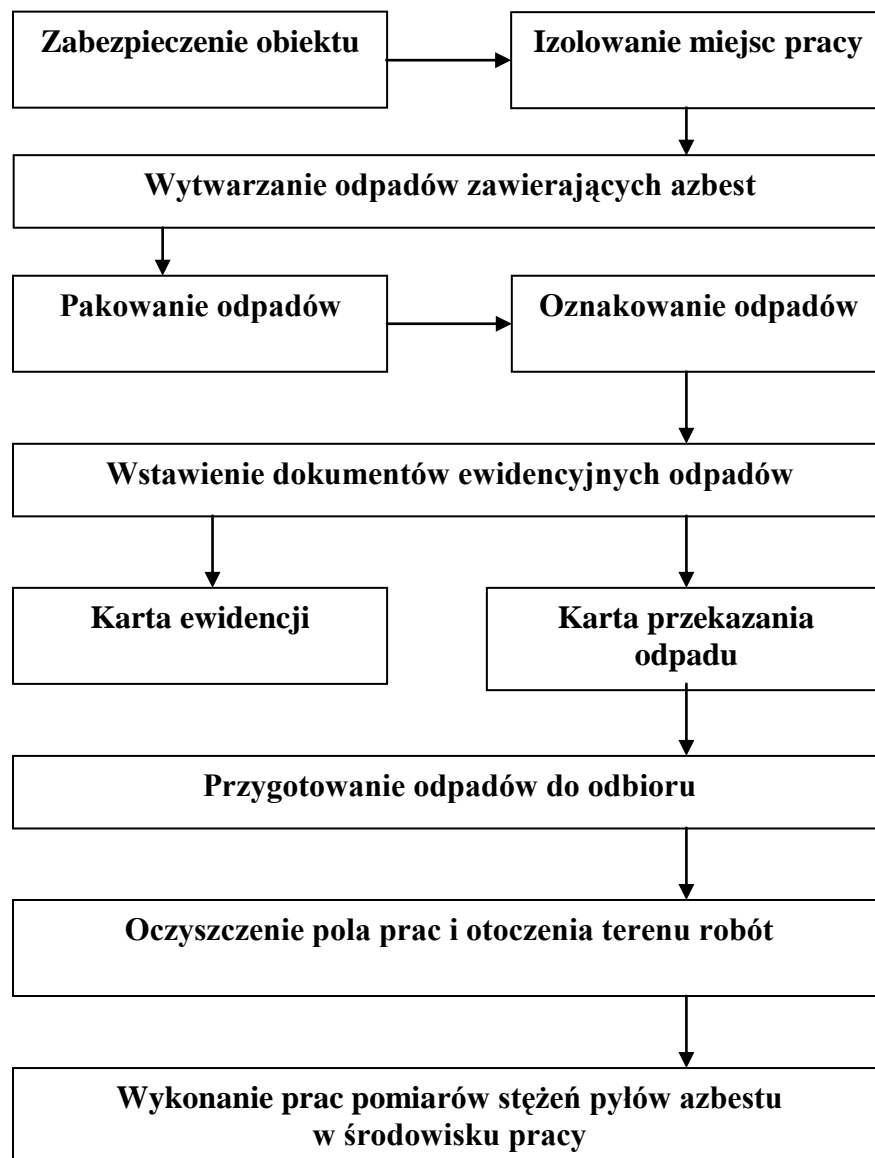 Zabezpieczenie obiektu
Izolowanie miejsc pracy
Wytwarzanie odpadów zawierających azbest
Pakowanie odpadów
Oznakowanie odpadów
Wstawienie dokumentów ewidencyjnych odpadów
Karta ewidencji
Karta przekazania
odpadu
Przygotowanie odpadów do odbioru
Oczyszczenie pola prac i otoczenia terenu robót
Wykonanie prac pomiarów stężeń pyłów azbestu
w środowisku pracy